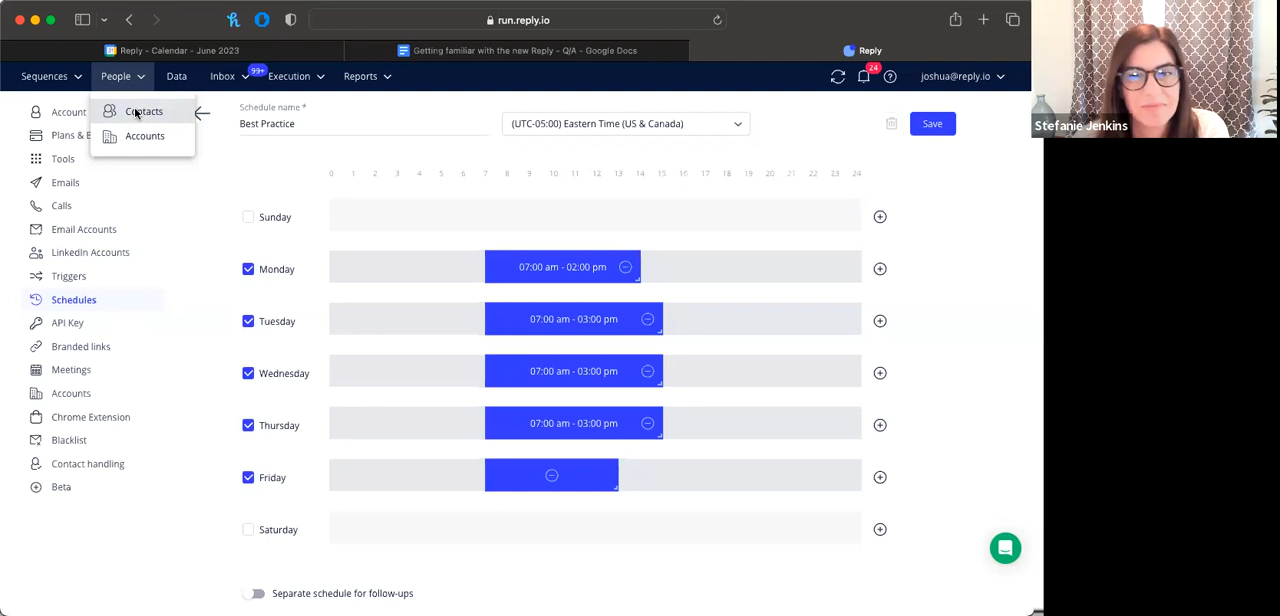 run.reply.io
Reply - Calendar - June 2023
Getting familiar with the new Reply - Q/A - Google Docs
Reply
Sequences
People
Data
Inbox
99+
Execution
Reports
24
joshua@reply.io
Account
Contacts
Plans & B
Accounts
Tools
Emails
Calls
Email Accounts
LinkedIn Accounts
Triggers
Schedules
API Key
Branded links
Meetings
Accounts
Chrome Extension
Blacklist
Contact handling
Beta
Schedule name *
Best Practice
(UTC-05:00) Eastern Time (US & Canada)
Save
0 1 2 3 4 5 6 7 8 9 10 11 12 13 14 15 16 17 18 19 20 21 22 23 24
Sunday
Monday
07:00 am - 02:00 pm
Tuesday
07:00 am - 03:00 pm
Wednesday
07:00 am - 03:00 pm
Thursday
07:00 am - 03:00 pm
Friday
Saturday
Separate schedule for follow-ups
Stefanie Jenkins